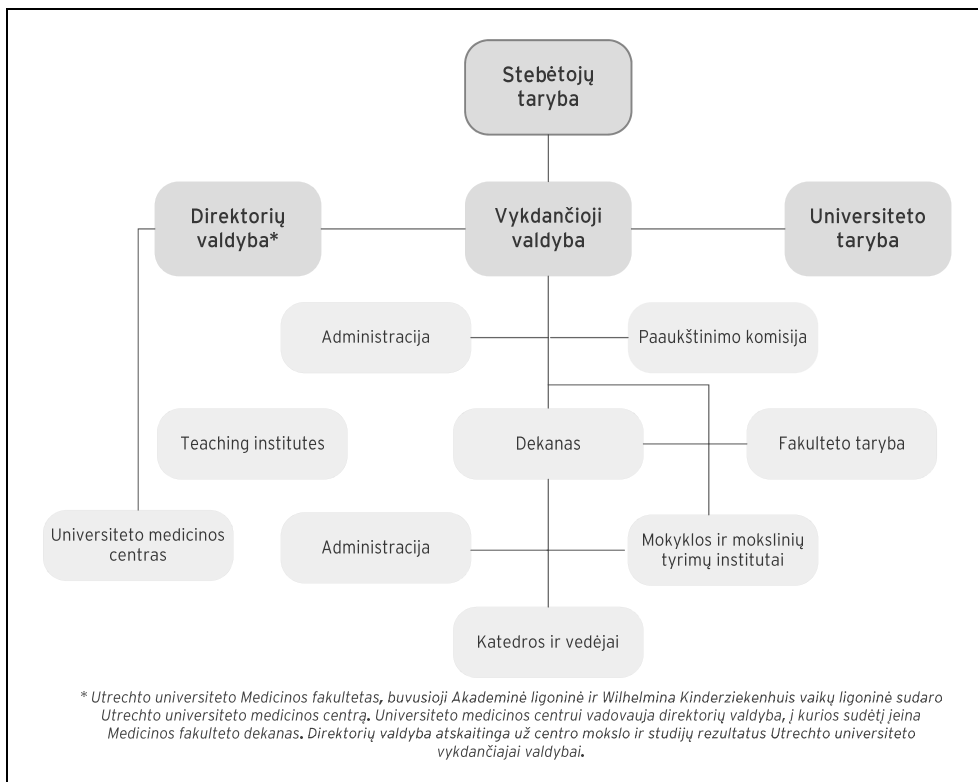 Stebėtojų
taryba
Direktorių
valdyba*
Vykdančioji
valdyba
Universiteto
taryba
Administracija
Paaukštinimo komisija
Teaching institutes
Dekanas
Fakulteto taryba
Universiteto medicinos
centras
Administracija
Mokyklos ir mokslinių
tyrimų institutai
Katedros ir vedėjai
* Utrechto universiteto Medicinos fakultetas, buvusioji Akademinė ligoninė ir Wilhelmina Kinderziekenhuis vaikų ligoninė sudaro
Utrechto universiteto medicinos centrą. Universiteto medicinos centrui vadovauja direktorių valdyba, į kurios sudėtį įeina
Medicinos fakulteto dekanas. Direktorių valdyba atskaitinga už centro mokslo ir studijų rezultatus Utrechto universiteto
vykdančiajai valdybai.